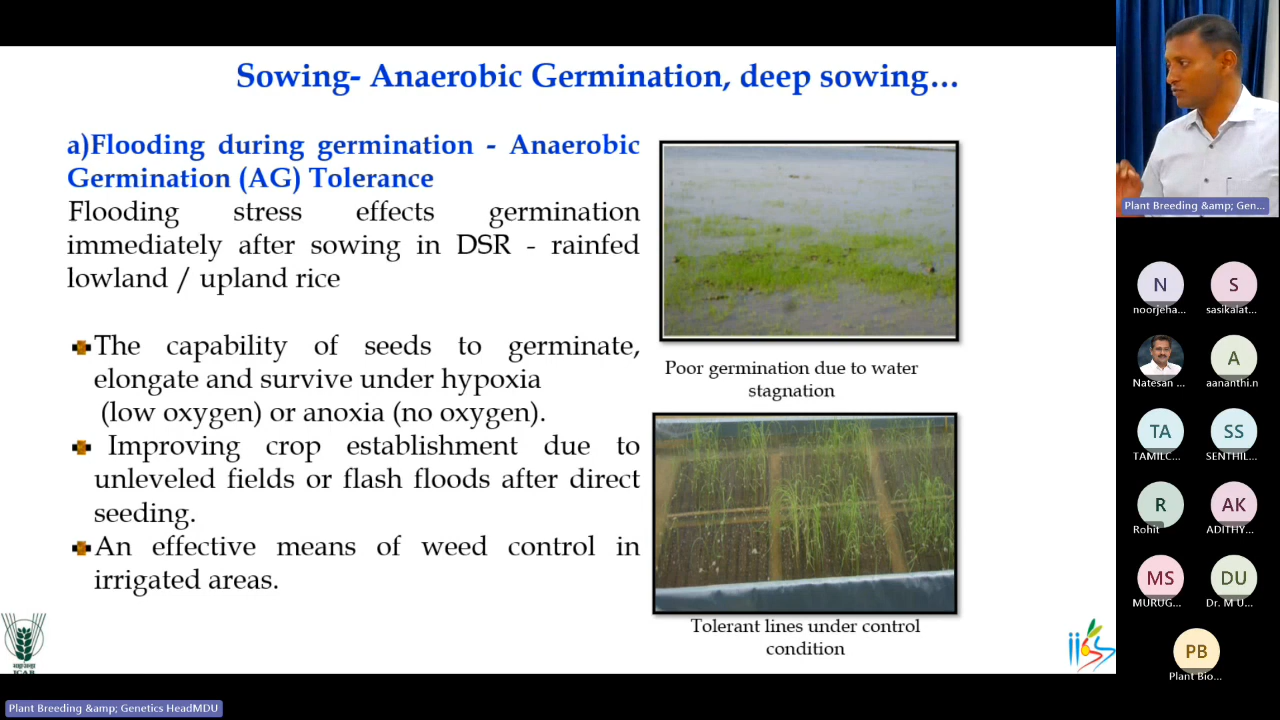 Sowing- Anaerobic Germination, deep sowing...
a)Flooding during germination - Anaerobic
Germination (AG) Tolerance
Flooding stress effects germination
immediately after sowing in DSR - rainfed
lowland / upland rice
The capability of seeds to germinate,
elongate and survive under hypoxia
(low oxygen) or anoxia (no oxygen).
Improving crop establishment due to
unleveled fields or flash floods after direct
seeding.
An effective means of weed control in
irrigated areas.
Poor germination due to water
stagnation
Tolerant lines under control
condition
ICAR
Plant Breeding &amp; Gen...
N
noorjeha...
S
sasikalat...
Natesan ...
A
aananthi.n
TA
TAMILC...
SS
SENTHIL...
R
Rohit
AK
ADITHY...
MS
MURUG...
DU
Dr. M U...
PB
Plant Bio...
Plant Breeding &amp; Genetics HeadMDU